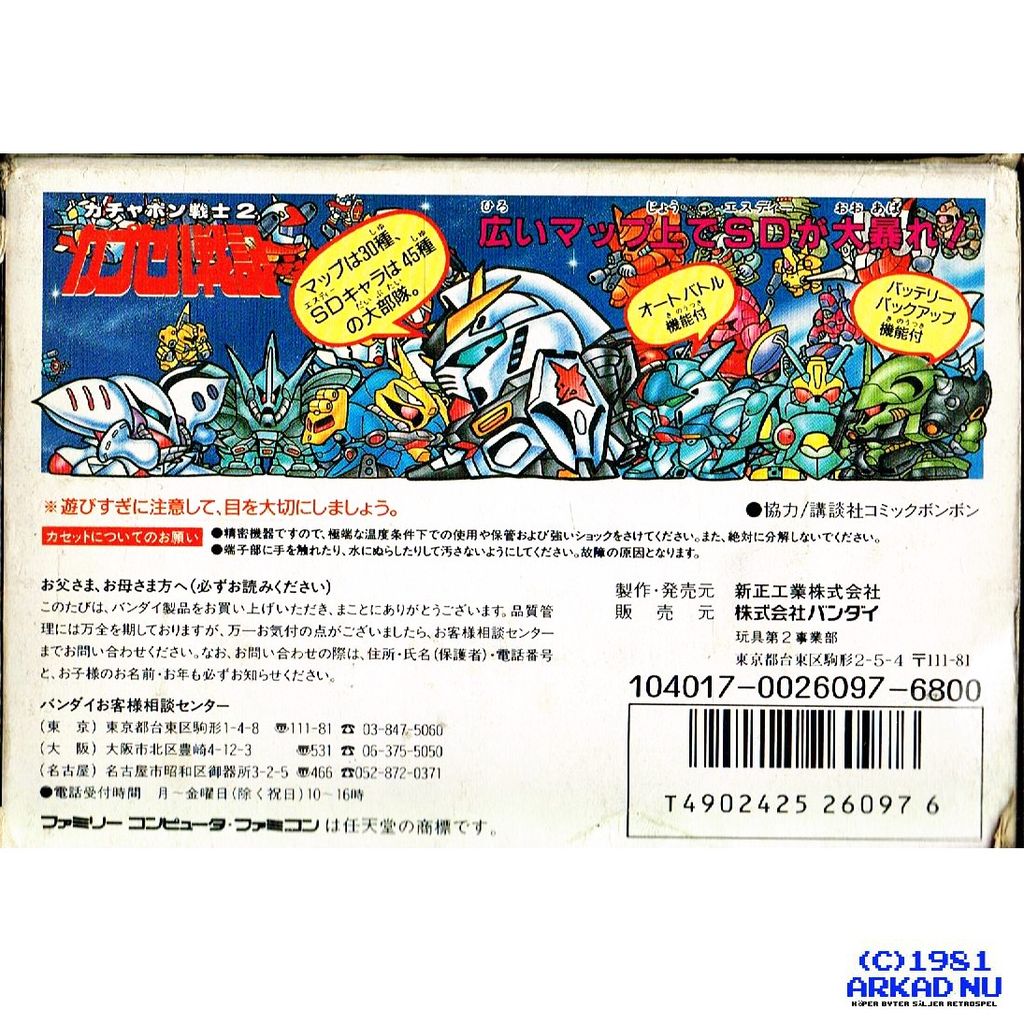 ガチャポン戦士2
カプセル戦記
マップは30種、
SDキャラは45種
の大部隊。
広いマップ上でSDが大暴れ!
オートバトル
機能付
バッテリー
バックアップ
機能付
※遊びすぎに注意して、目を大切にしましょう。
●協力/講談社コミックボンボン
カセットについてのお願い
●精密機器ですので、極端な温度条件下での使用や保管および強いショックをさけてください。また、絶対に分解しないでください。
●端子部に手を触れたり、水にぬらしたりして汚さないようにしてください。故障の原因となります。
お父さま、お母さま方へ(必ずお読みください)
このたびは、バンダイ製品をお買い上げいただき、まことにありがとうございます。品質管
理には万全を期しておりますが、万一お気付の点がございましたら、お客様相談センター
までお問い合わせください。なお、お問い合わせの際は、住所・氏名(保護者)・電話番号
と、お子様のお名前・お年も必ずお知らせください。
製作・発売元 新正工業株式会社
販売元 株式会社バンダイ
玩具第2事業部
東京都台東区駒形2-5-4 〒111-81
104017-0026097-6800
バンダイお客様相談センター
(東 京) 東京都台東区駒形1-4-8 〠111-81 ☎ 03-847-5060
(大 阪) 大阪市北区豊崎4-12-3 〠531 ☎ 06-375-5050
(名古屋) 名古屋市昭和区御器所3-2-5 〠466 ☎052-872-0371
●電話受付時間 月〜金曜日(除く祝日)10〜16時
ファミリーコンピュータ・ファミコンは任天堂の商標です。
T4902425 26097 6
(C)1981
ARKAD NU
KÖPER BYTER SÄLJER RETROSPEL